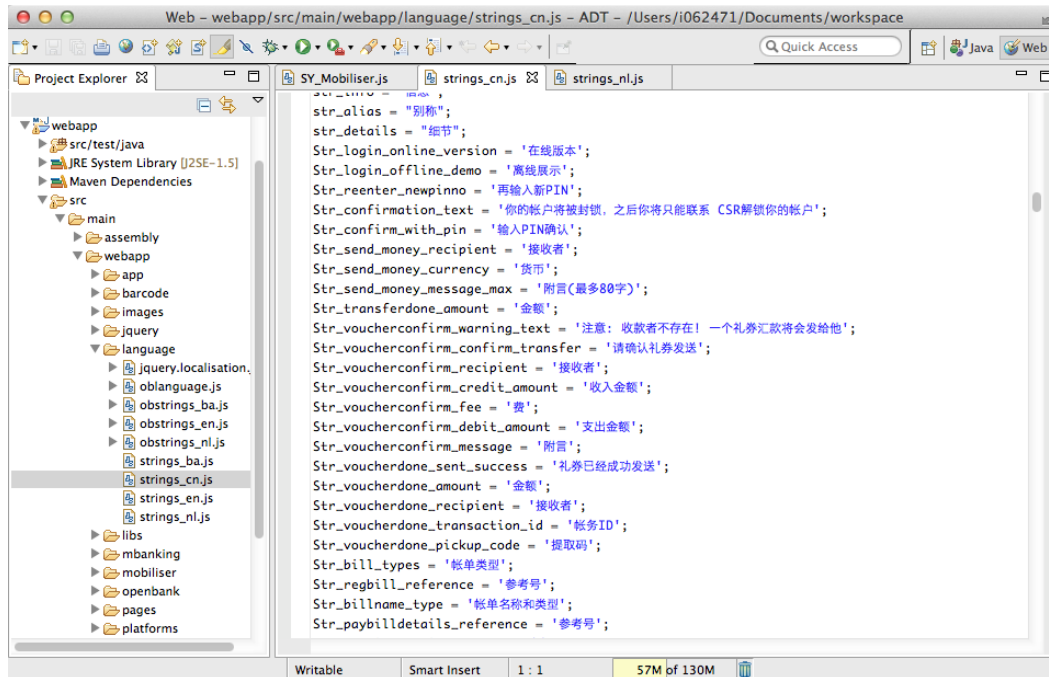 Web – webapp/src/main/webapp/language/strings_cn.js – ADT – /Users/i062471/Documents/workspace
Quick Access
Java
Web
Project Explorer
webapp
src/test/java
JRE System Library [J2SE-1.5]
Maven Dependencies
src
main
assembly
webapp
app
barcode
images
jquery
language
jquery.localisation.
oblanguage.js
obstrings_ba.js
obstrings_en.js
obstrings_nl.js
strings_ba.js
strings_cn.js
strings_en.js
strings_nl.js
libs
mbanking
mobiliser
openbank
pages
platforms
SY_Mobiliser.js
strings_cn.js
strings_nl.js
str_info = "信息";
str_alias = "别称";
str_details = "细节";
Str_login_online_version = '在线版本';
Str_login_offline_demo = '离线展示';
Str_reenter_newpinno = '再输入新PIN';
Str_confirmation_text = '你的帐户将被封锁, 之后你将只能联系 CSR解锁你的帐户';
Str_confirm_with_pin = '输入PIN确认';
Str_send_money_recipient = '接收者';
Str_send_money_currency = '货币';
Str_send_money_message_max = '附言(最多80字)';
Str_transferdone_amount = '金额';
Str_voucherconfirm_warning_text = '注意: 收款者不存在! 一个礼券汇款将会发给他';
Str_voucherconfirm_confirm_transfer = '请确认礼券发送';
Str_voucherconfirm_recipient = '接收者';
Str_voucherconfirm_credit_amount = '收入金额';
Str_voucherconfirm_fee = '费';
Str_voucherconfirm_debit_amount = '支出金额';
Str_voucherconfirm_message = '附言';
Str_voucherdone_sent_success = '礼券已经成功发送';
Str_voucherdone_amount = '金额';
Str_voucherdone_recipient = '接收者';
Str_voucherdone_transaction_id = '帐务ID';
Str_voucherdone_pickup_code = '提取码';
Str_bill_types = '帐单类型';
Str_regbill_reference = '参考号';
Str_billname_type = '帐单名称和类型';
Str_paybilldetails_reference = '参考号';
Writable
Smart Insert
1 : 1
57M of 130M